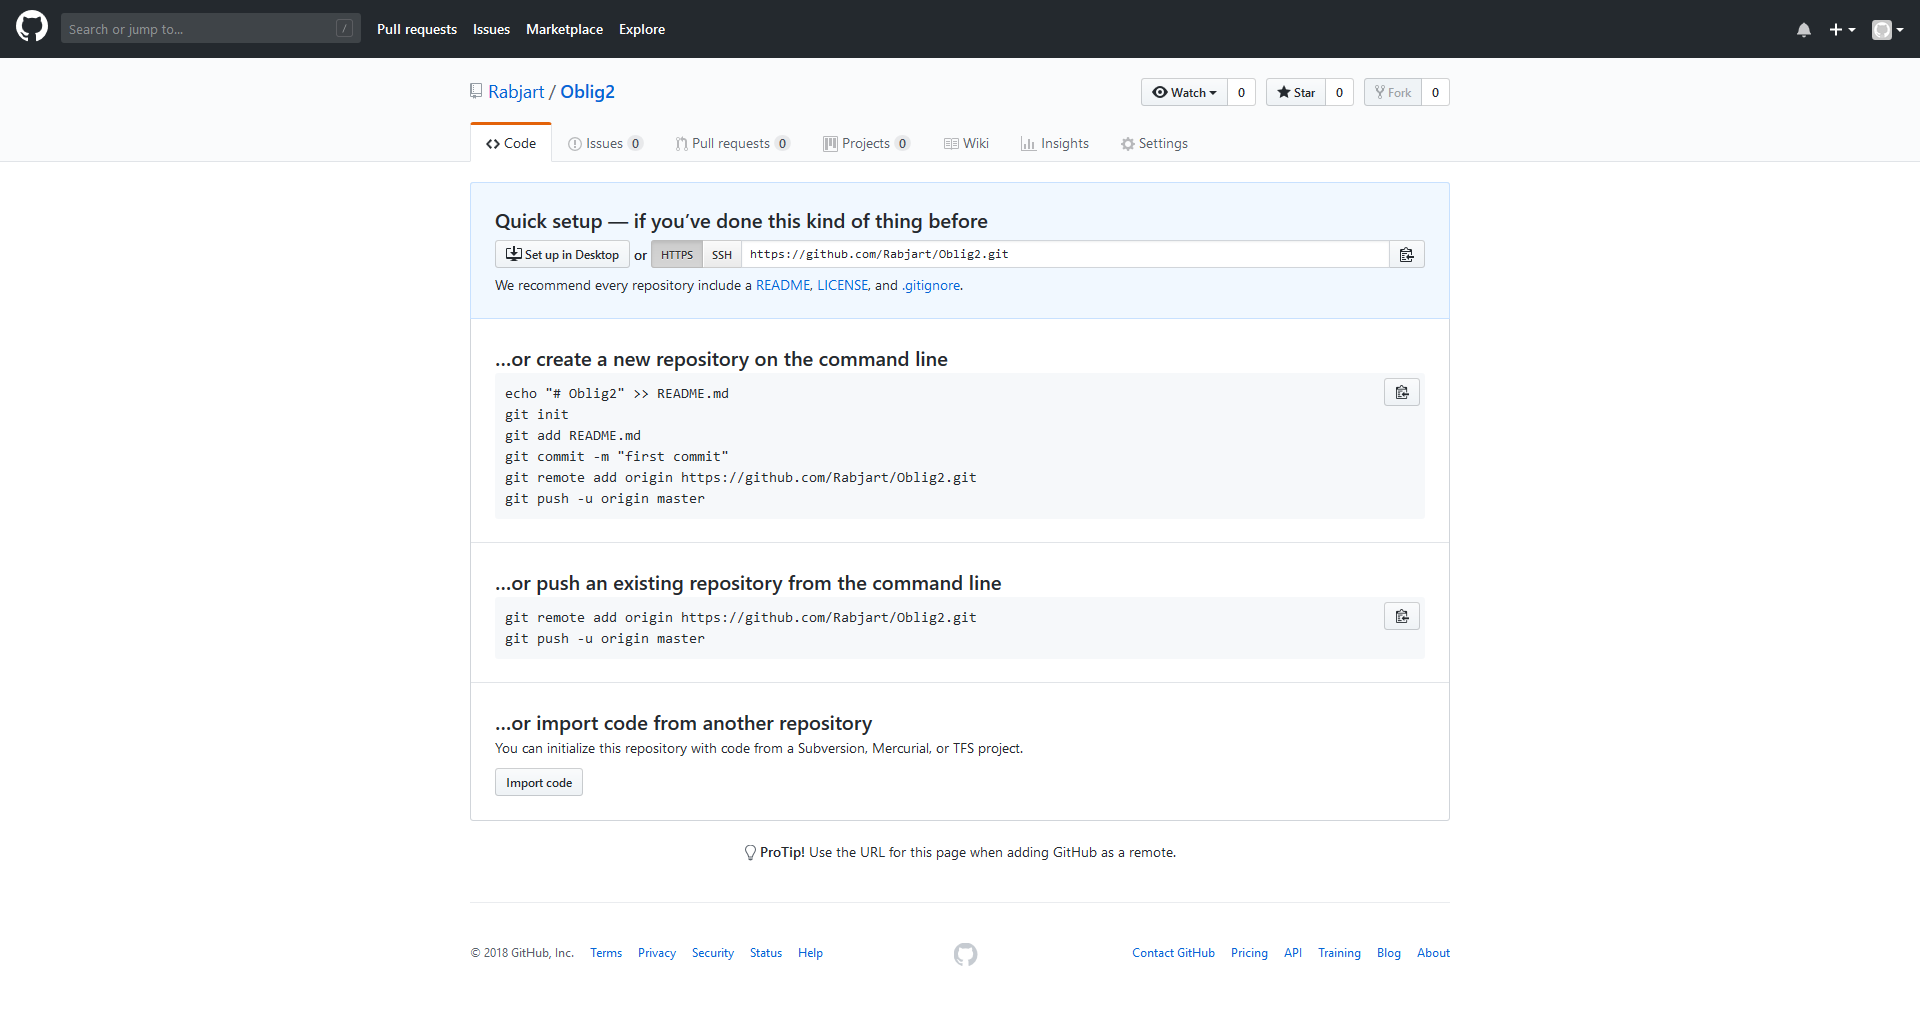 Search or jump to... /
Pull requests Issues Marketplace Explore
Rabjart / Oblig2
Watch 0 Star 0 Fork 0
Code Issues 0 Pull requests 0 Projects 0 Wiki Insights Settings
Quick setup — if you’ve done this kind of thing before
Set up in Desktop or HTTPS SSH https://github.com/Rabjart/Oblig2.git
We recommend every repository include a README, LICENSE, and .gitignore.
…or create a new repository on the command line
echo "# Oblig2" >> README.md
git init
git add README.md
git commit -m "first commit"
git remote add origin https://github.com/Rabjart/Oblig2.git
git push -u origin master
…or push an existing repository from the command line
git remote add origin https://github.com/Rabjart/Oblig2.git
git push -u origin master
…or import code from another repository
You can initialize this repository with code from a Subversion, Mercurial, or TFS project.
Import code
ProTip! Use the URL for this page when adding GitHub as a remote.
© 2018 GitHub, Inc. Terms Privacy Security Status Help
Contact GitHub Pricing API Training Blog About